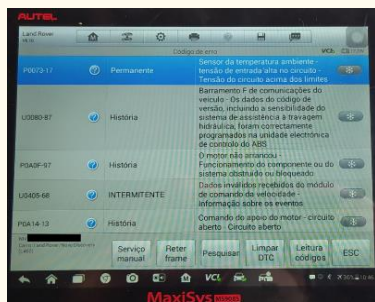 AUTEL
Land Rover
Código de erro
VCI
P0073-17 Permanente
Sensor da temperatura ambiente -
tensão de entrada alta no circuito -
Tensão do circuito acima dos limites
U0080-87 História
Barramento F de comunicações do
veículo - Os dados do código de
versão, incluindo a sensibilidade do
sistema de assistência a travagem
hidráulica, foram correctamente
programados na unidade electrónica
de controlo do ABS
P0A0F-97 História
O motor não arrancou -
Funcionamento do componente ou do
sistema obstruído ou bloqueado
U0405-68 INTERMITENTE
Dados inválidos recebidos do módulo
de comando da velocidade -
Informação sobre os eventos
P0A14-13 História
Comando do apoio do motor - circuito
aberto - Circuito aberto
Serviço manual
Reter frame
Pesquisar
Limpar DTC
Leitura códigos
ESC
VCI
MaxiSys